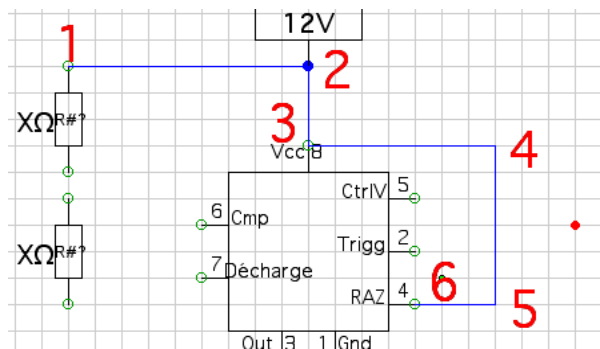 12V
1
2
XΩ R#?
3
Vcc 8
4
CtrlV 5
6 Cmp
Trigg 2
XΩ R#?
7 Décharge
6
RAZ 4
5
Out 3 1 Gnd